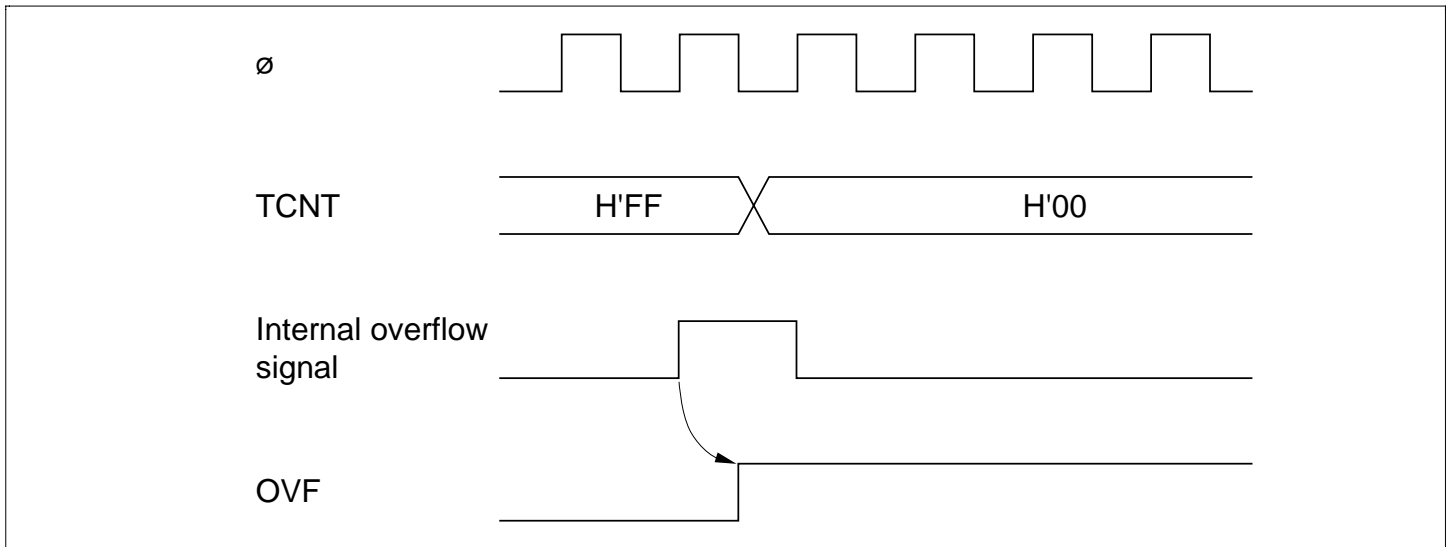 ø
TCNT
H'FF
H'00
Internal overflow
signal
OVF